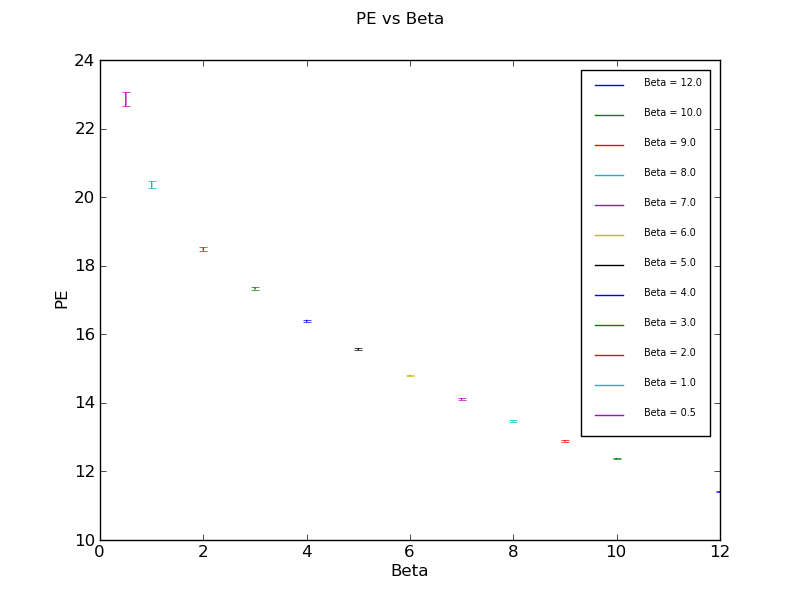 PE vs Beta
24
22
20
18
16
14
12
10
PE
0
2
4
6
8
10
12
Beta
Beta = 12.0
Beta = 10.0
Beta = 9.0
Beta = 8.0
Beta = 7.0
Beta = 6.0
Beta = 5.0
Beta = 4.0
Beta = 3.0
Beta = 2.0
Beta = 1.0
Beta = 0.5